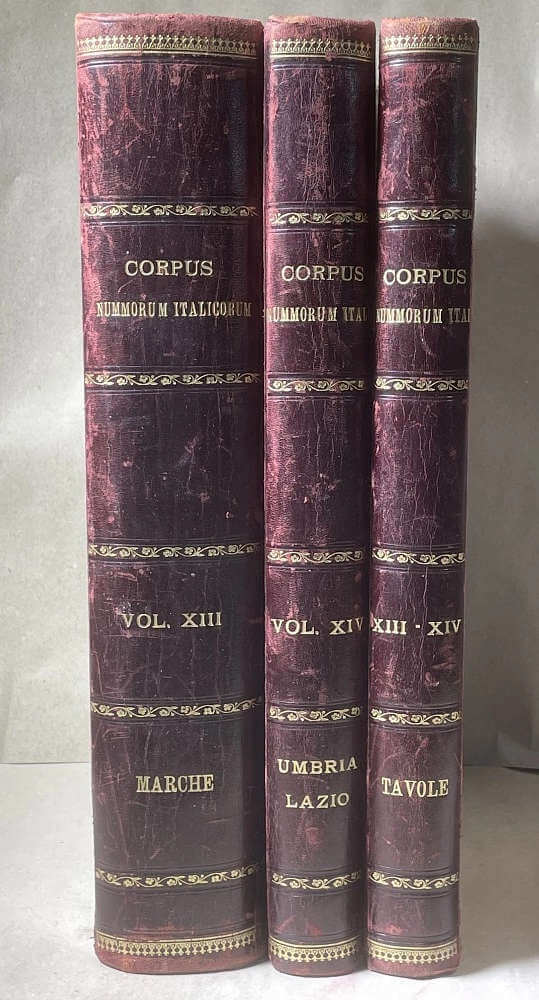 CORPUS
NUMMORUM ITALICORUM
VOL. XIII
MARCHE
CORPUS
NUMMORUM ITAL
VOL. XIV
UMBRIA
LAZIO
CORPUS
NUMMORUM ITAL
XIII - XIV
TAVOLE